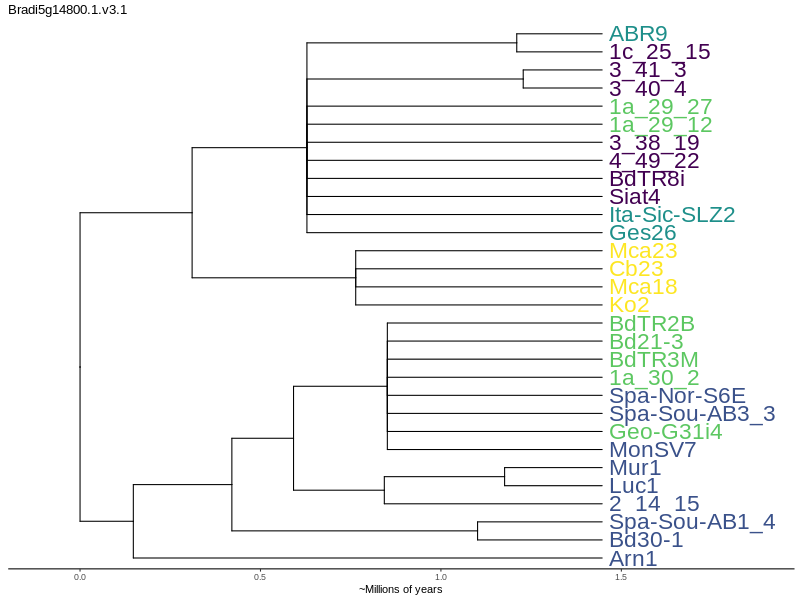 Bradi5g14800.1.v3.1
ABR9
1c_25_15
3_41_3
3_40_4
1a_29_27
1a_29_12
3_38_19
4_49_22
BdTR8i
Siat4
Ita-Sic-SLZ2
Ges26
Mca23
Cb23
Mca18
Ko2
BdTR2B
Bd21-3
BdTR3M
1a_30_2
Spa-Nor-S6E
Spa-Sou-AB3_3
Geo-G31i4
MonSV7
Mur1
Luc1
2_14_15
Spa-Sou-AB1_4
Bd30-1
Arn1
0.0 0.5 1.0 1.5
~Millions of years